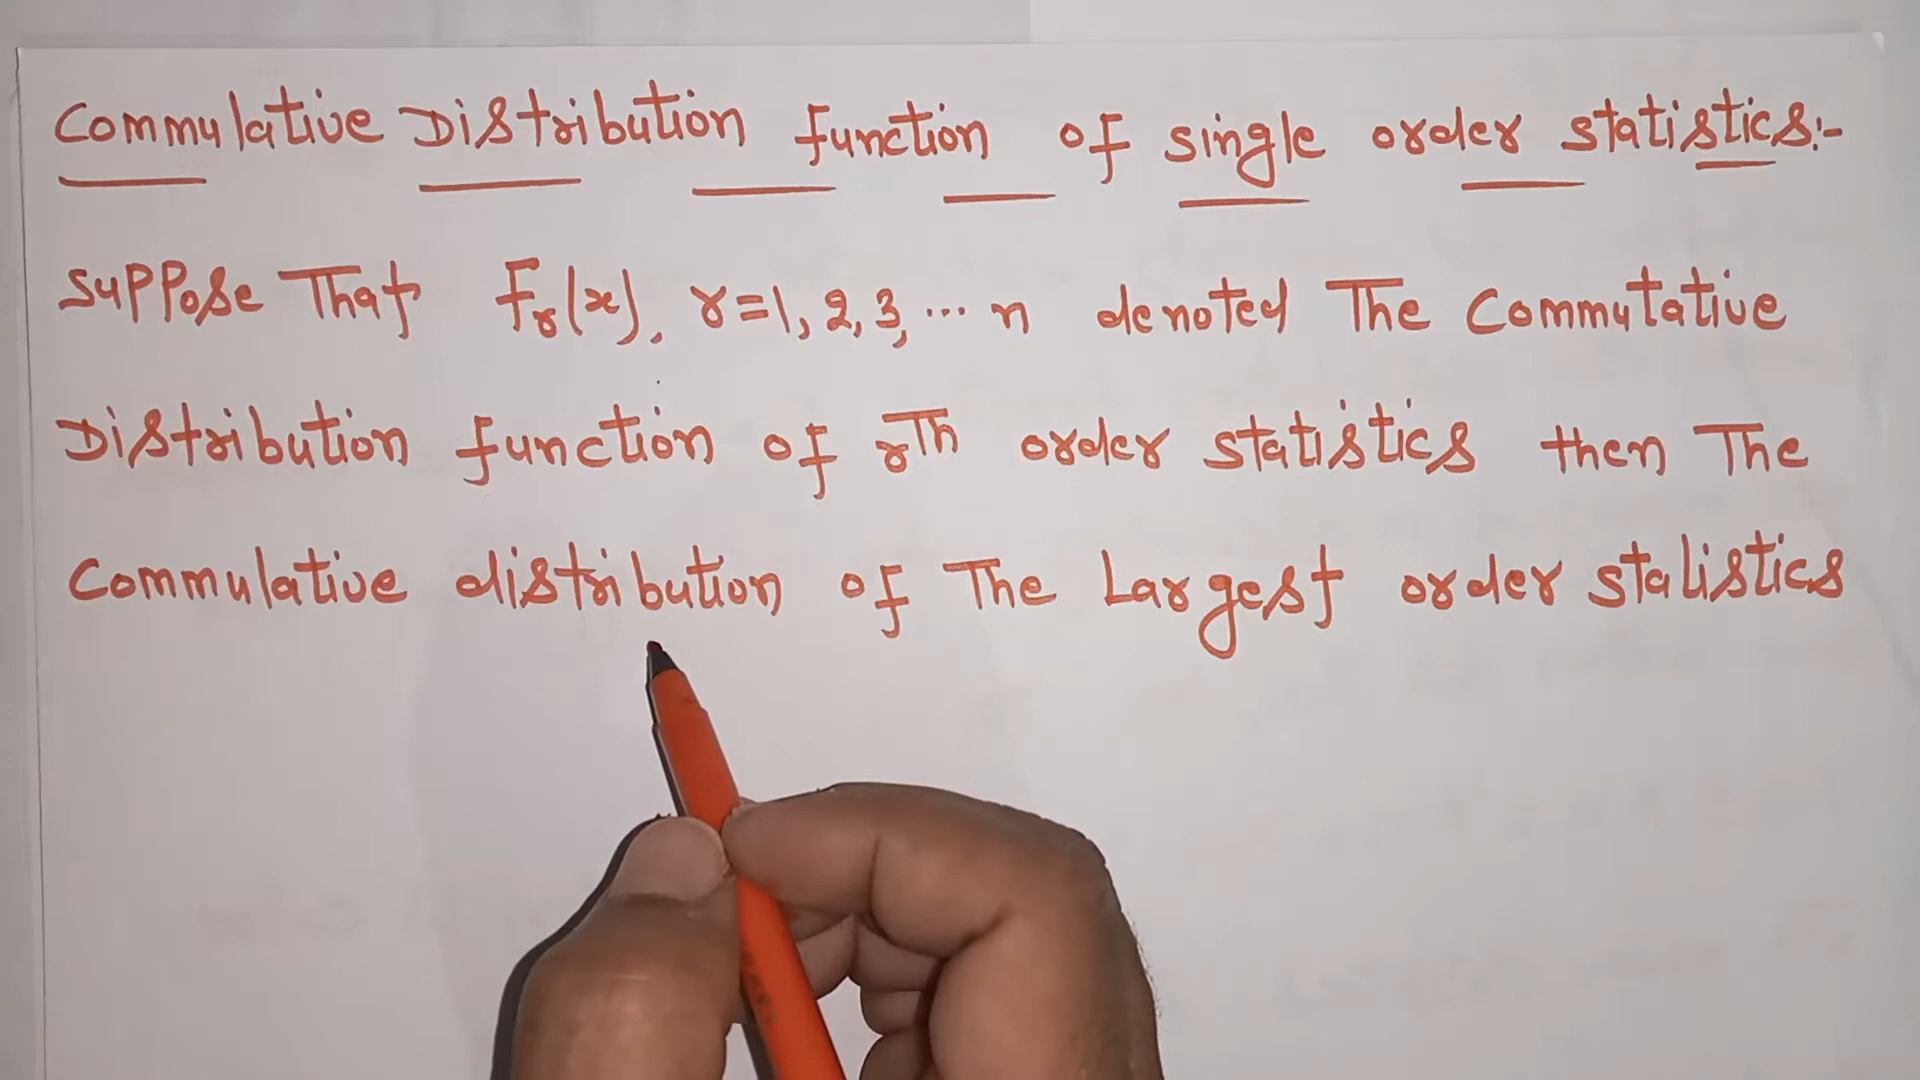 Commulative Distribution function of single order statistics:-
Suppose That Fr(x), r=1, 2, 3, ... n denoted The Commutative
Distribution function of rTh order statistics then The
Commulative distribution of The Largest order statistics